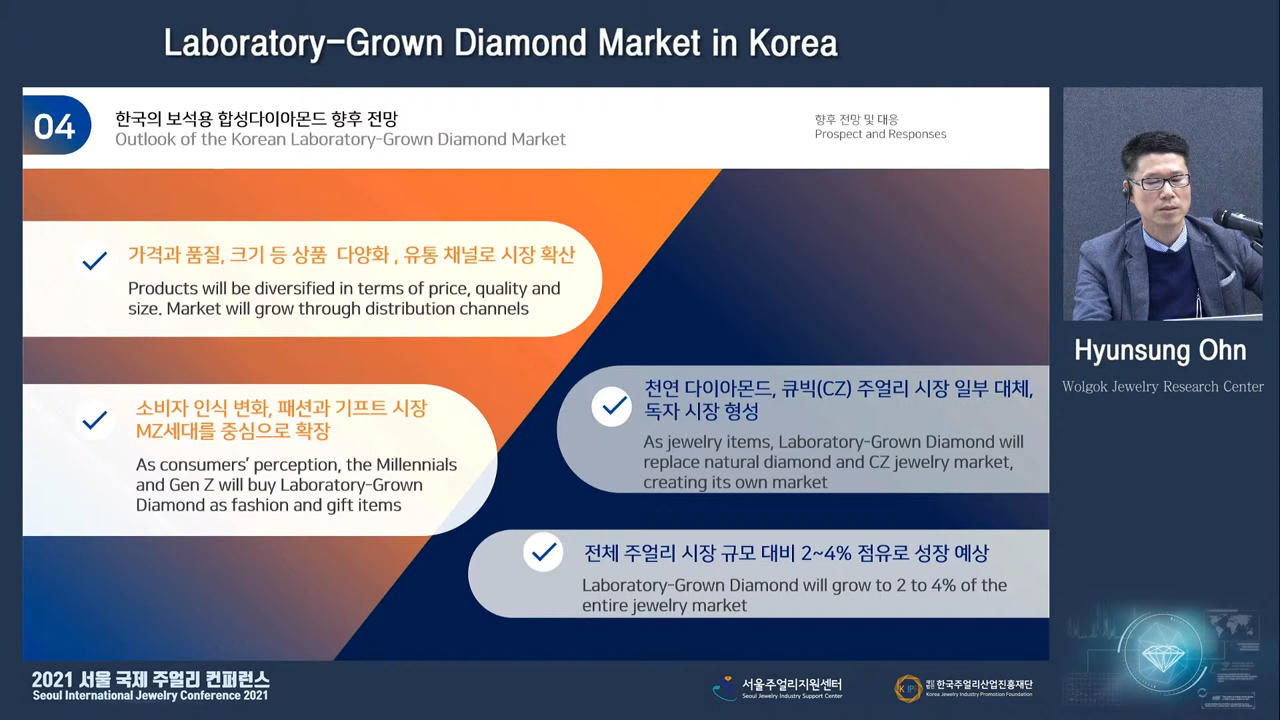 Laboratory-Grown Diamond Market in Korea
04
한국의 보석용 합성다이아몬드 향후 전망
Outlook of the Korean Laboratory-Grown Diamond Market
향후 전망 및 대응
Prospect and Responses
가격과 품질, 크기 등 상품 다양화 , 유통 채널로 시장 확산
Products will be diversified in terms of price, quality and
size. Market will grow through distribution channels
소비자 인식 변화, 패션과 기프트 시장
MZ세대를 중심으로 확장
As consumers' perception, the Millennials
and Gen Z will buy Laboratory-Grown
Diamond as fashion and gift items
천연 다이아몬드, 큐빅(CZ) 주얼리 시장 일부 대체,
독자 시장 형성
As jewelry items, Laboratory-Grown Diamond will
replace natural diamond and CZ jewelry market,
creating its own market
전체 주얼리 시장 규모 대비 2~4% 점유로 성장 예상
Laboratory-Grown Diamond will grow to 2 to 4% of the
entire jewelry market
Hyunsung Ohn
Wolgok Jewelry Research Center
2021 서울 국제 주얼리 컨퍼런스
Seoul International Jewelry Conference 2021
서울주얼리지원센터
Seoul Jewelry Industry Support Center
재단법인 한국주얼리산업진흥재단
Korea Jewelry Industry Promotion Foundation